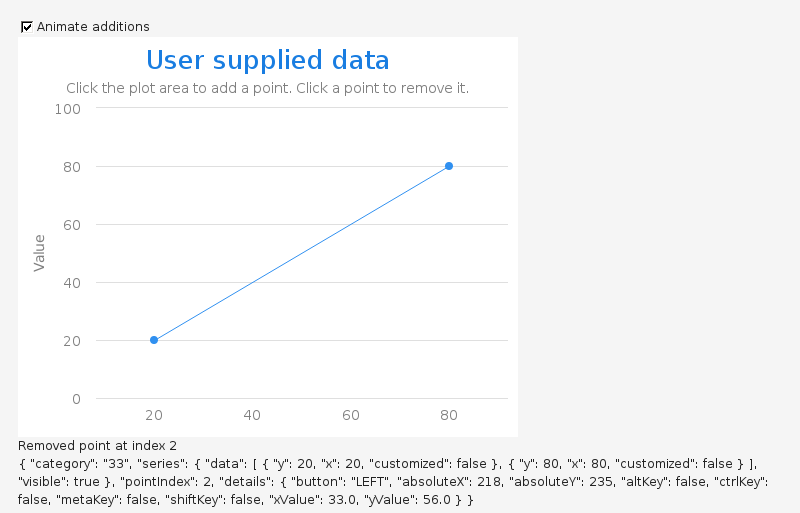 Animate additions
User supplied data
Click the plot area to add a point. Click a point to remove it.
100
80
60
40
20
0
Value
20 40 60 80
Removed point at index 2
{ "category": "33", "series": { "data": [ { "y": 20, "x": 20, "customized": false }, { "y": 80, "x": 80, "customized": false } ],
"visible": true }, "pointIndex": 2, "details": { "button": "LEFT", "absoluteX": 218, "absoluteY": 235, "altKey": false, "ctrlKey":
false, "metaKey": false, "shiftKey": false, "xValue": 33.0, "yValue": 56.0 } }